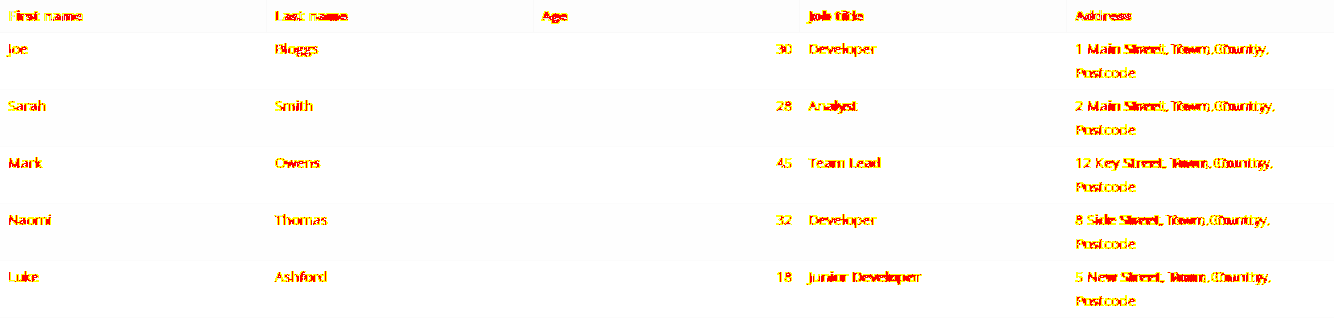 First name Last name Age Job title Address
Joe Bloggs 30 Developer 1 Main Street, Town, Country,
Postcode
Sarah Smith 28 Analyst 2 Main Street, Town, Country,
Postcode
Mark Owens 45 Team Lead 12 Key Street, Town, Country,
Postcode
Naomi Thomas 32 Developer 8 Side Street, Town, Country,
Postcode
Luke Ashford 18 Junior Developer 5 New Street, Town, Country,
Postcode